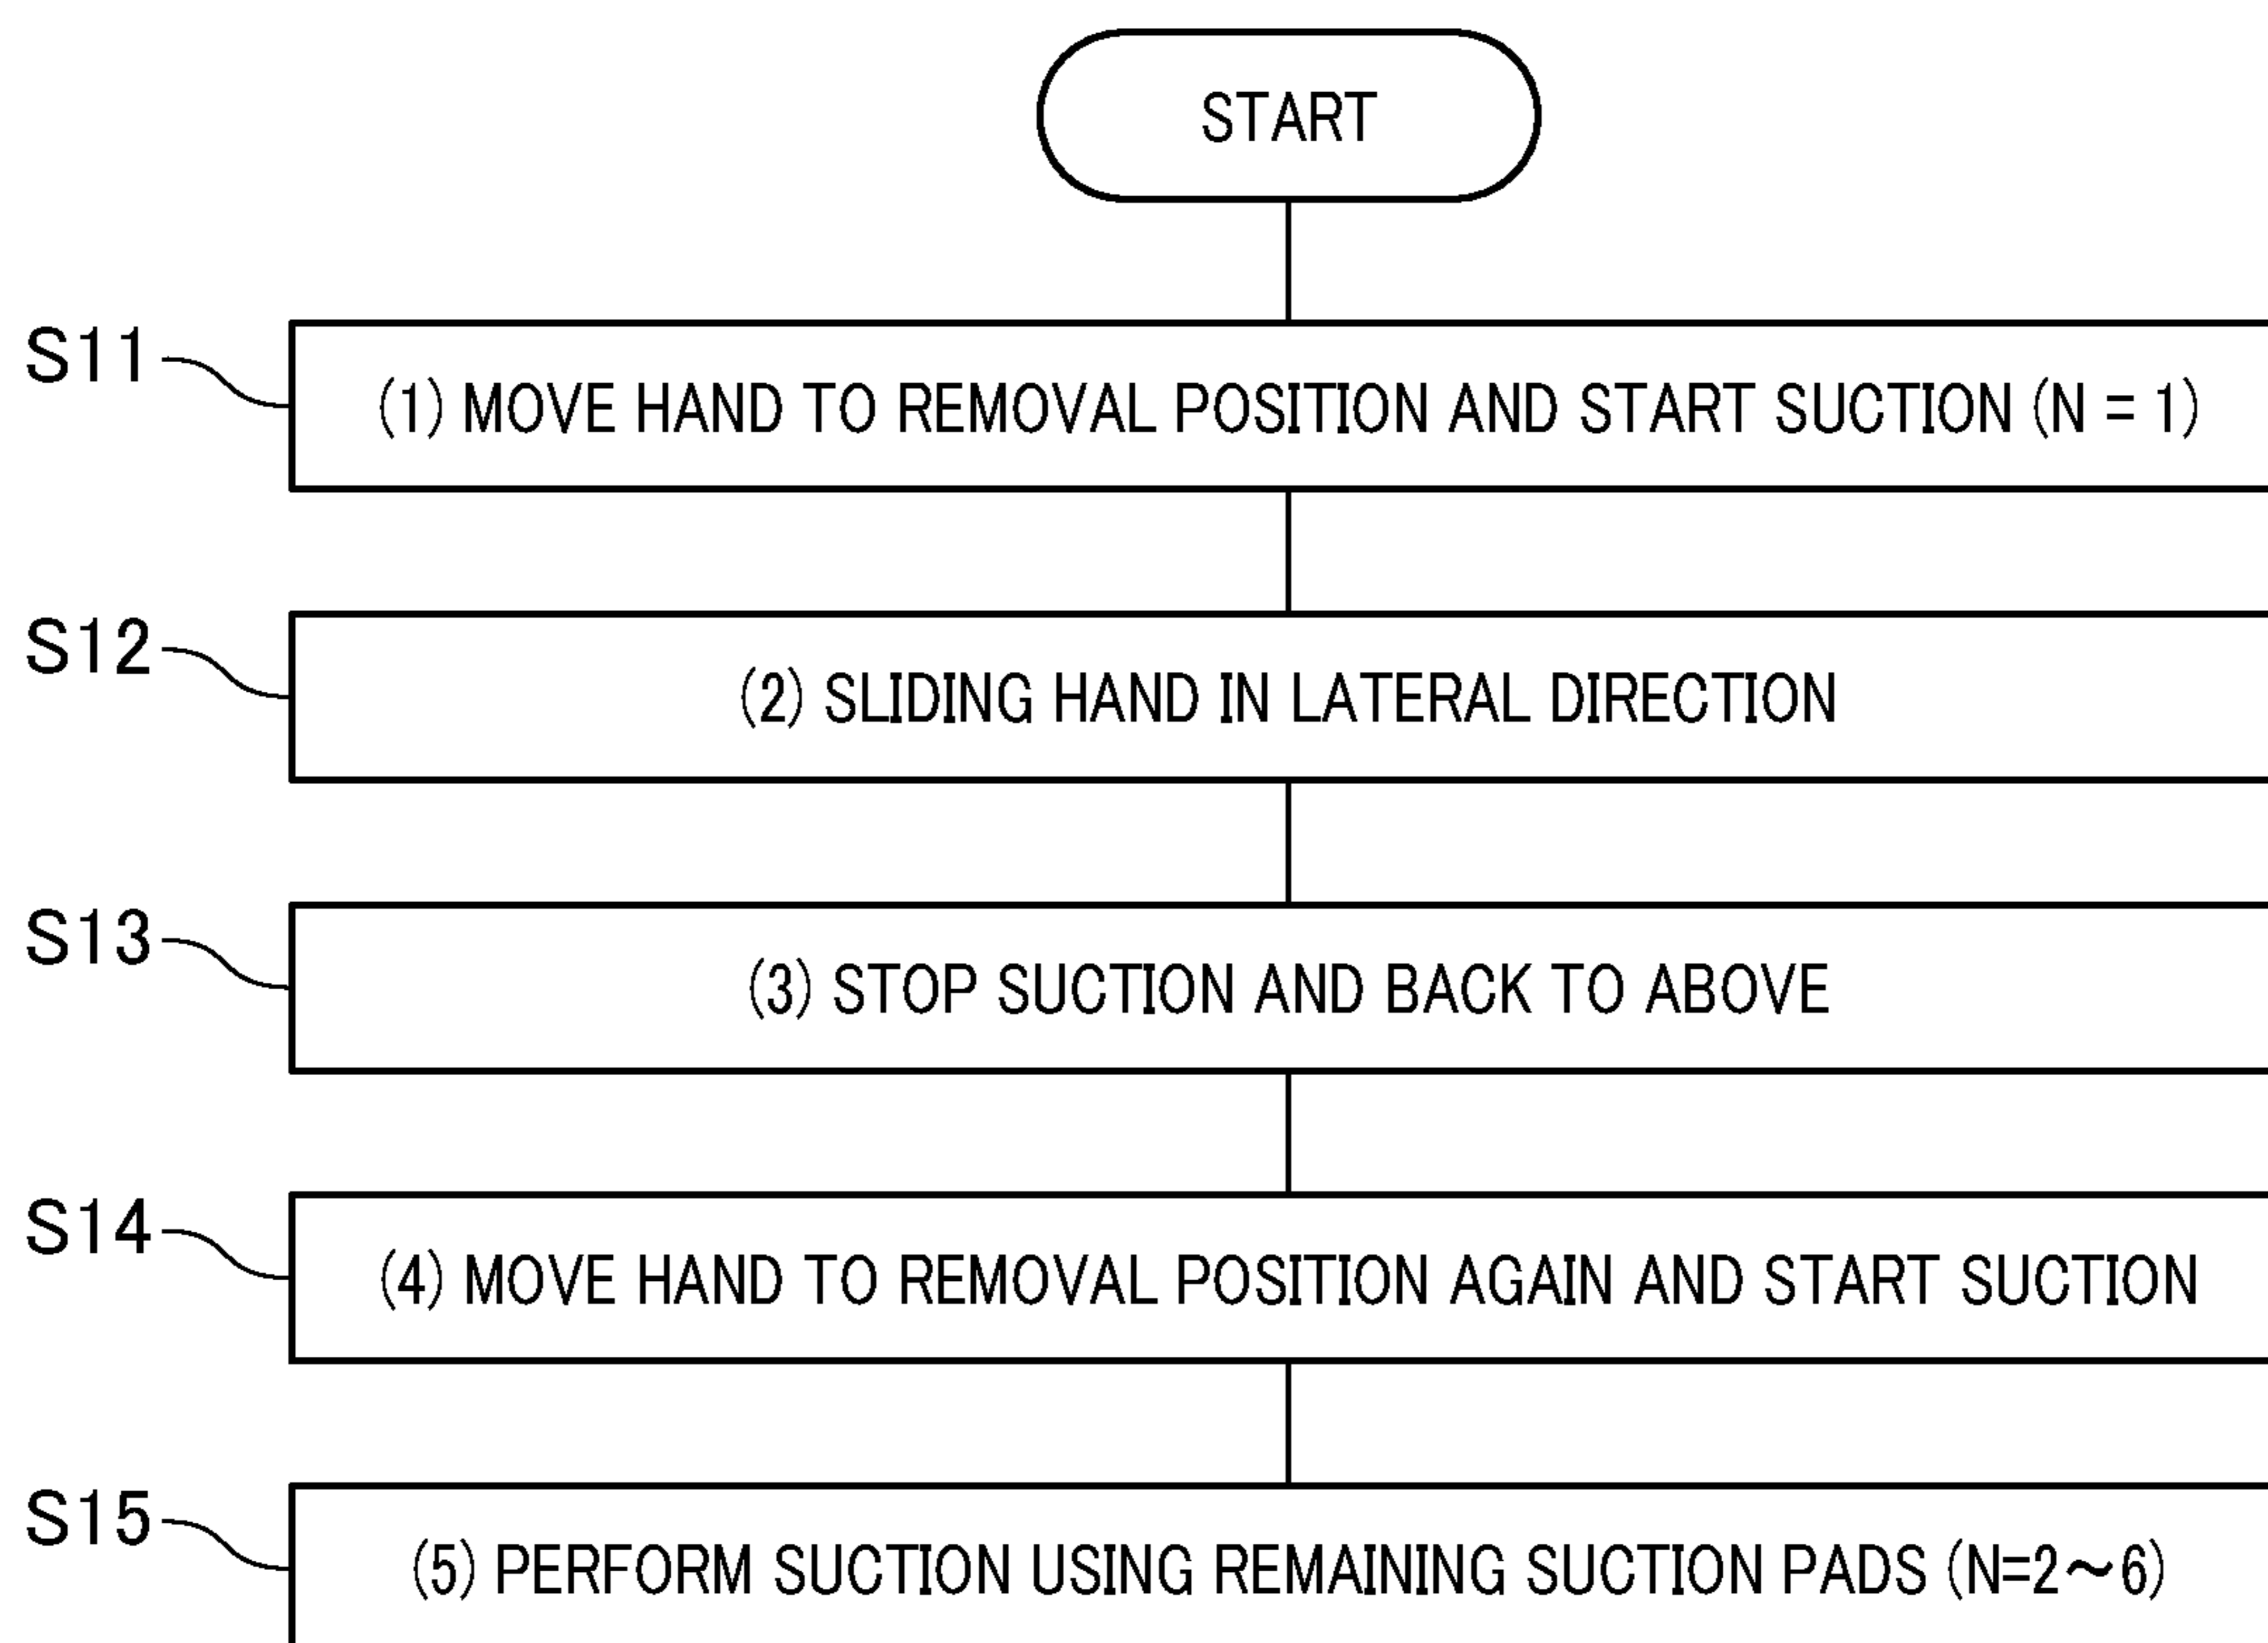 START
S11
(1) MOVE HAND TO REMOVAL POSITION AND START SUCTION (N = 1)
S12
(2) SLIDING HAND IN LATERAL DIRECTION
S13
(3) STOP SUCTION AND BACK TO ABOVE
S14
(4) MOVE HAND TO REMOVAL POSITION AGAIN AND START SUCTION
S15
(5) PERFORM SUCTION USING REMAINING SUCTION PADS (N=2~6)